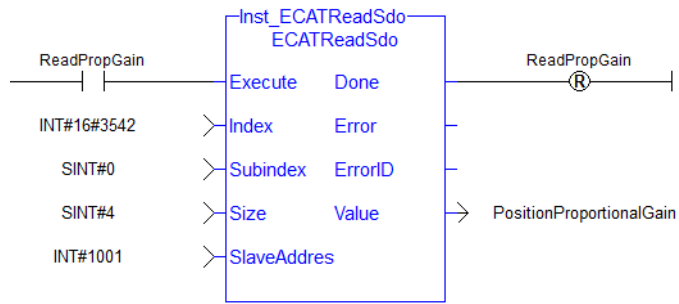 Inst_ECATReadSdo
ECATReadSdo
ReadPropGain
ReadPropGain
Execute Done
R
INT#16#3542 Index Error
SINT#0 Subindex ErrorID
SINT#4 Size Value PositionProportionalGain
INT#1001 SlaveAddres